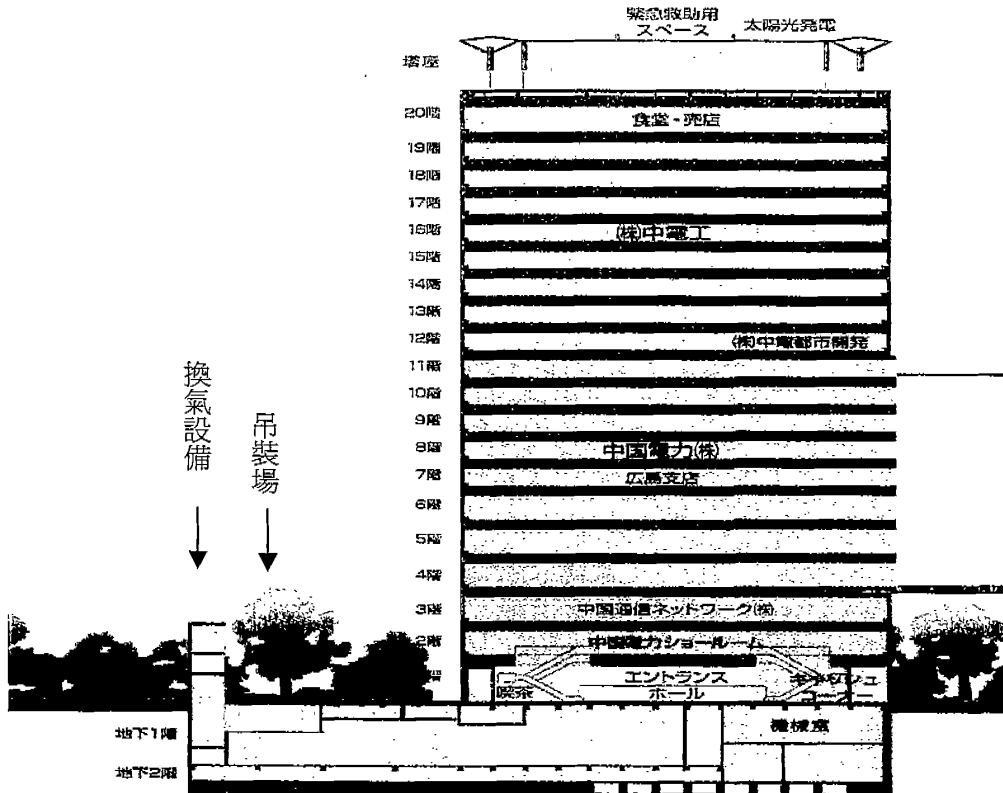 緊急救助用
スペース
太陽光発電
塔屋
20階
食堂・売店
19階
18階
17階
16階
(株)中電工
15階
14階
13階
12階
(株)中電都市開発
11階
10階
9階
8階
中国電力(株)
7階
広島支店
6階
5階
4階
3階
中国通信ネットワーク(株)
2階
中国電力ショールーム
喫茶
エントランス
ホール
コーナー
地下1階
機械室
地下2階
換氣設備
吊裝場